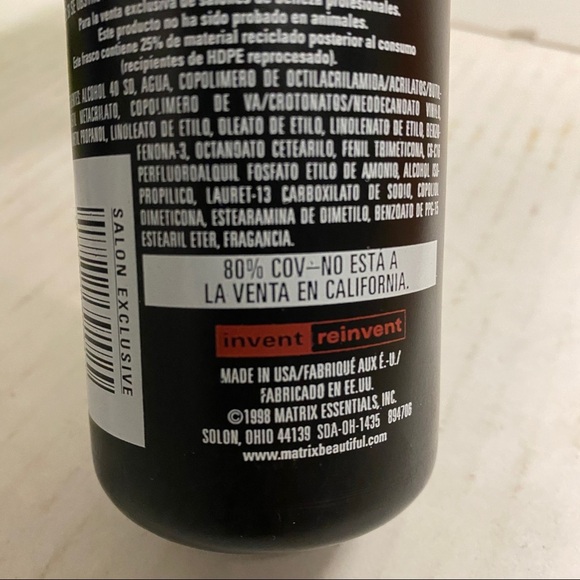 Para la venta exclusiva de salones de belleza profesionales.
Este producto no ha sido probado en animales.
Este frasco contiene 25% de material reciclado posterior al consumo
(recipientes de HDPE reprocesado).
ALCOHOL 40 SD, AGUA, COPOLIMERO DE OCTILACRILAMIDA/ACRILATOS/
METACRILATO, COPOLIMERO DE VA/CROTONATOS/NEODECANOATO VINILO,
PROPANOL, LINOLEATO DE ETILO, OLEATO DE ETILO, LINOLENATO DE ETILO, BENZO-
FENONA-3, OCTANOATO CETEARILO, FENIL TRIMETICONA,
PERFLUOROALQUIL FOSFATO ETILO DE AMONIO, ALCOHOL ISO-
PROPILICO, LAURET-13 CARBOXILATO DE SODIO, COPOLIOL
DIMETICONA, ESTEARAMINA DE DIMETILO, BENZOATO DE PPG-15
ESTEARIL ETER, FRAGANCIA.
80% COV—NO ESTÁ A
LA VENTA EN CALIFORNIA.
SALON EXCLUSIVE
invent reinvent
MADE IN USA/FABRIQUÉ AUX É.-U./
FABRICADO EN EE.UU.
©1998 MATRIX ESSENTIALS, INC.
SOLON, OHIO 44139 SDA-OH-1435 894706
www.matrixbeautiful.com